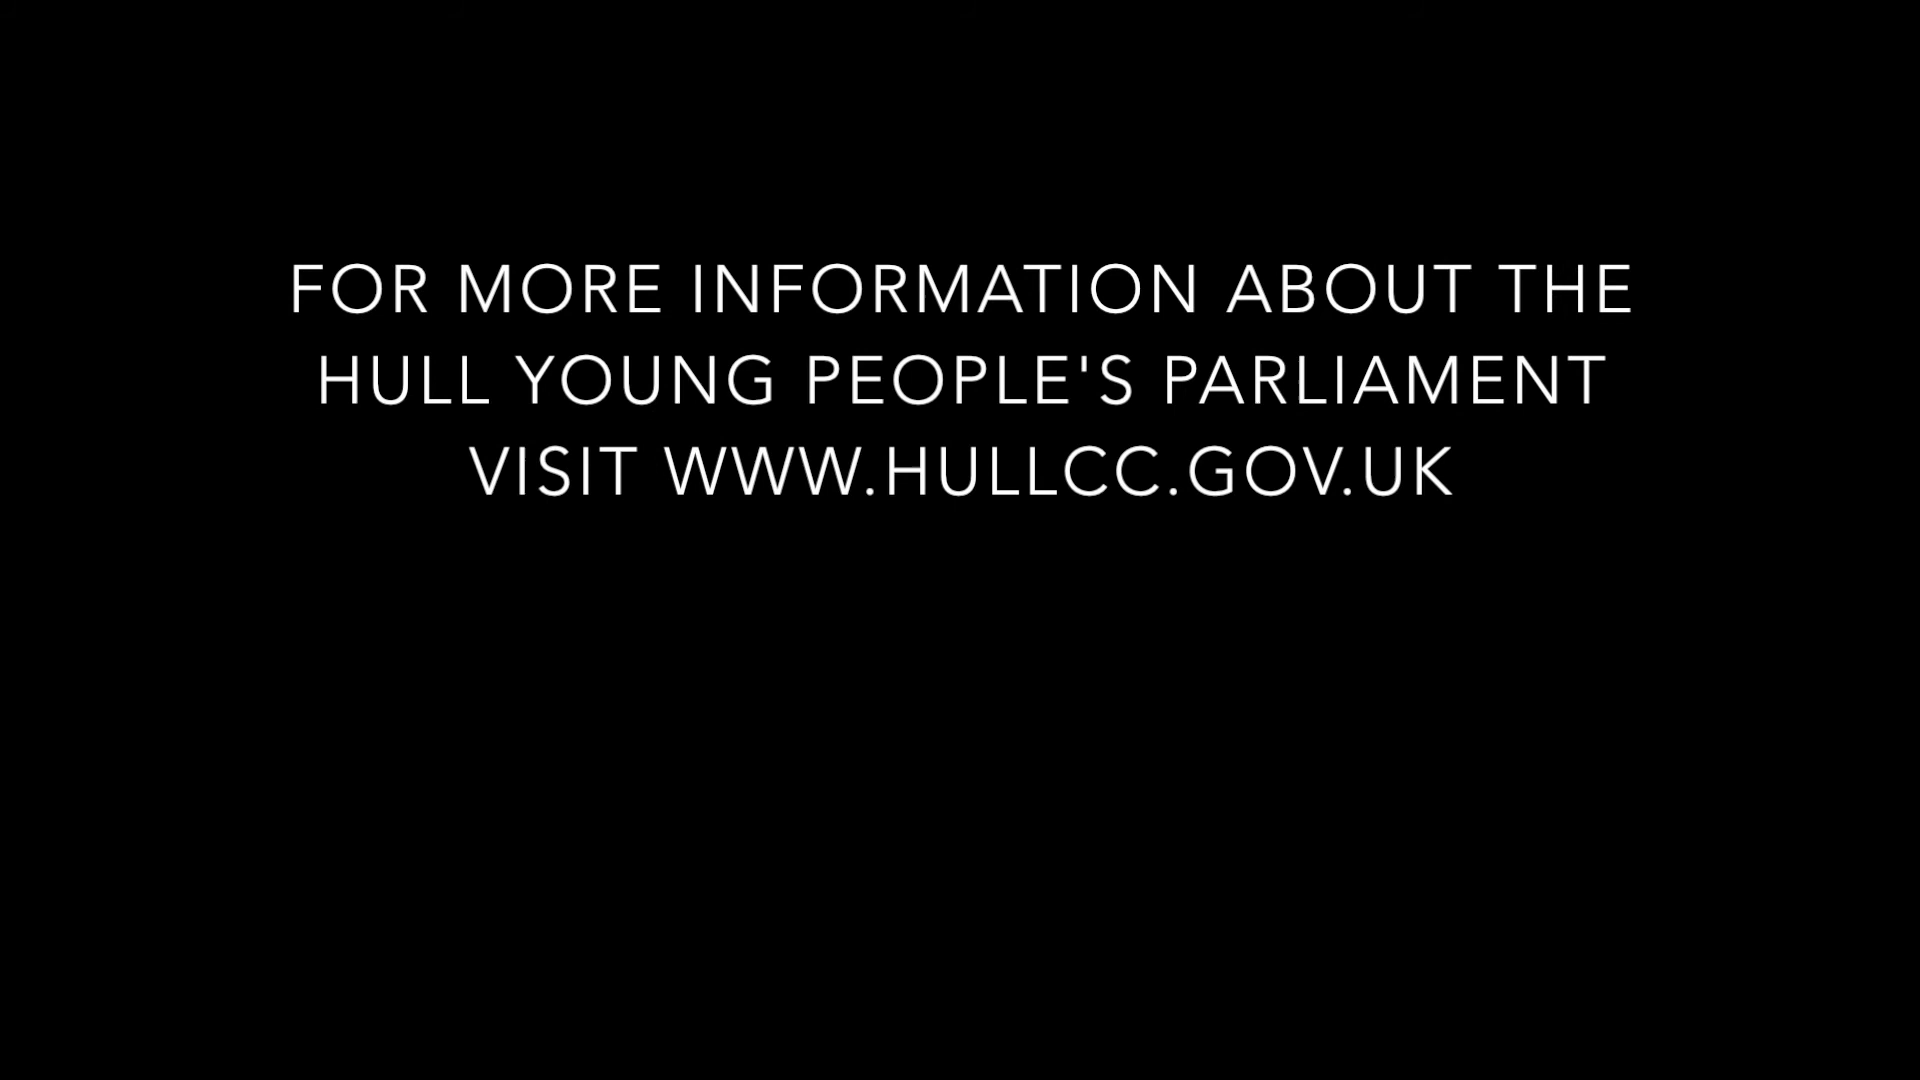 FOR MORE INFORMATION ABOUT THE
HULL YOUNG PEOPLE'S PARLIAMENT
VISIT WWW.HULLCC.GOV.UK